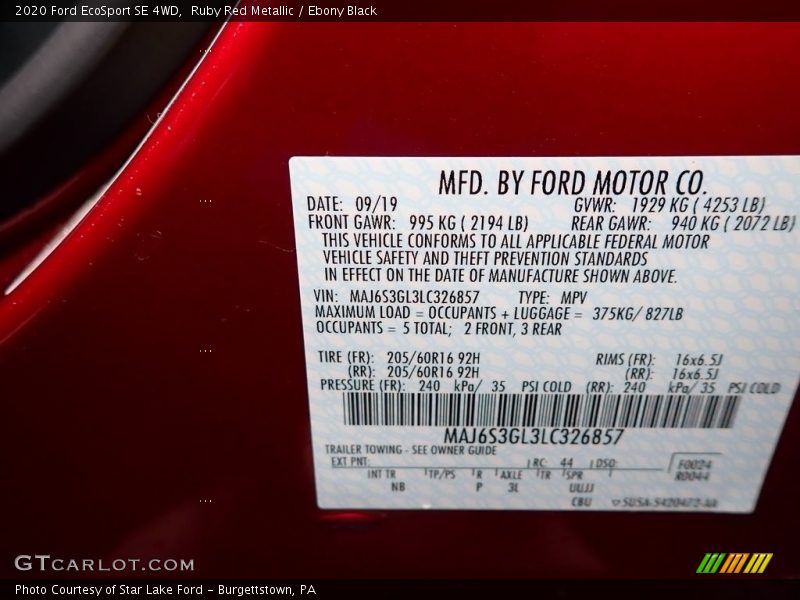 2020 Ford EcoSport SE 4WD,  Ruby Red Metallic / Ebony Black
MFD. BY FORD MOTOR CO.
DATE: 09/19 GVWR: 1929 KG ( 4253 LB)
FRONT GAWR: 995 KG ( 2194 LB) REAR GAWR: 940 KG ( 2072 LB)
THIS VEHICLE CONFORMS TO ALL APPLICABLE FEDERAL MOTOR
VEHICLE SAFETY AND THEFT PREVENTION STANDARDS
IN EFFECT ON THE DATE OF MANUFACTURE SHOWN ABOVE.
VIN: MAJ6S3GL3LC326857 TYPE: MPV
MAXIMUM LOAD = OCCUPANTS + LUGGAGE = 375KG/ 827LB
OCCUPANTS = 5 TOTAL; 2 FRONT, 3 REAR
TIRE (FR): 205/60R16 92H RIMS (FR): 16x6.5J
(RR): 205/60R16 92H (RR): 16x6.5J
PRESSURE (FR): 240 kPa/ 35 PSI COLD (RR): 240 kPa/ 35 PSI COLD
MAJ6S3GL3LC326857
TRAILER TOWING - SEE OWNER GUIDE
EXT PNT: RC: 44 DSO: F0024
INT TR TP/PS R AXLE TR SPR R0044
NB P 3L UUJJ
CBU
GTCARLOT.COM
Photo Courtesy of Star Lake Ford - Burgettstown, PA